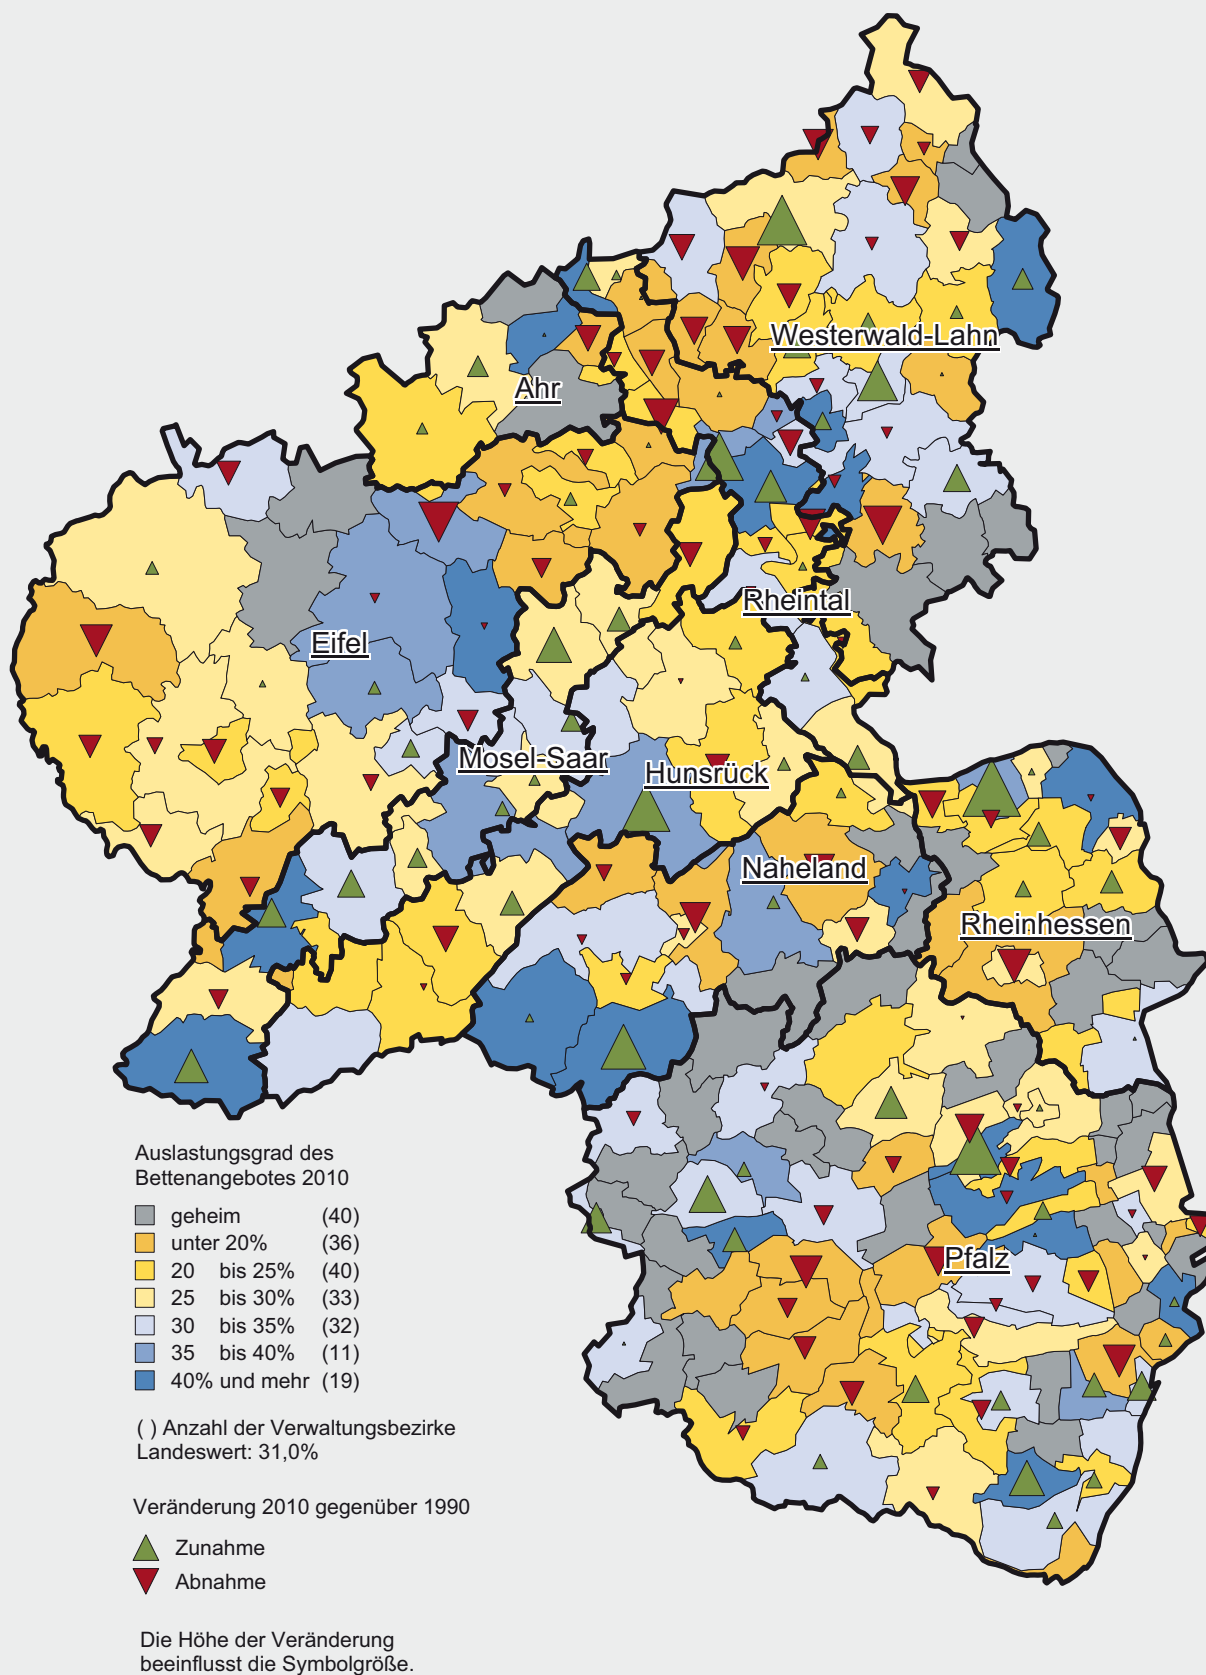 Westerwald-Lahn
Ahr
Rheintal
Eifel
Mosel-Saar
Hunsrück
Naheland
Rheinhessen
Pfalz
Auslastungsgrad des
Bettenangebotes 2010
geheim (40)
unter 20% (36)
20 bis 25% (40)
25 bis 30% (33)
30 bis 35% (32)
35 bis 40% (11)
40% und mehr (19)
( ) Anzahl der Verwaltungsbezirke
Landeswert: 31,0%
Veränderung 2010 gegenüber 1990
Zunahme
Abnahme
Die Höhe der Veränderung
beeinflusst die Symbolgröße.